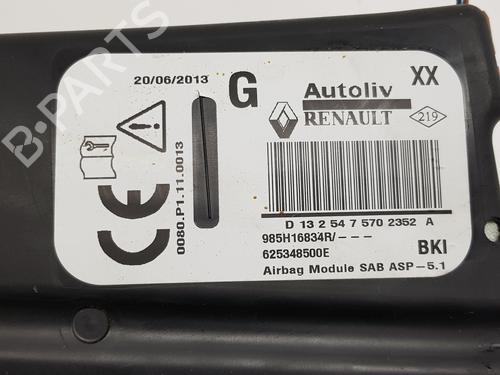 20/06/2013
G
Autoliv
XX
RENAULT
219
0080.P1.11.0013
D 13 2 54 7 570 2352 A
985H16834R/---
625348500E
BKI
Airbag Module SAB ASP-5.1
B-PARTS